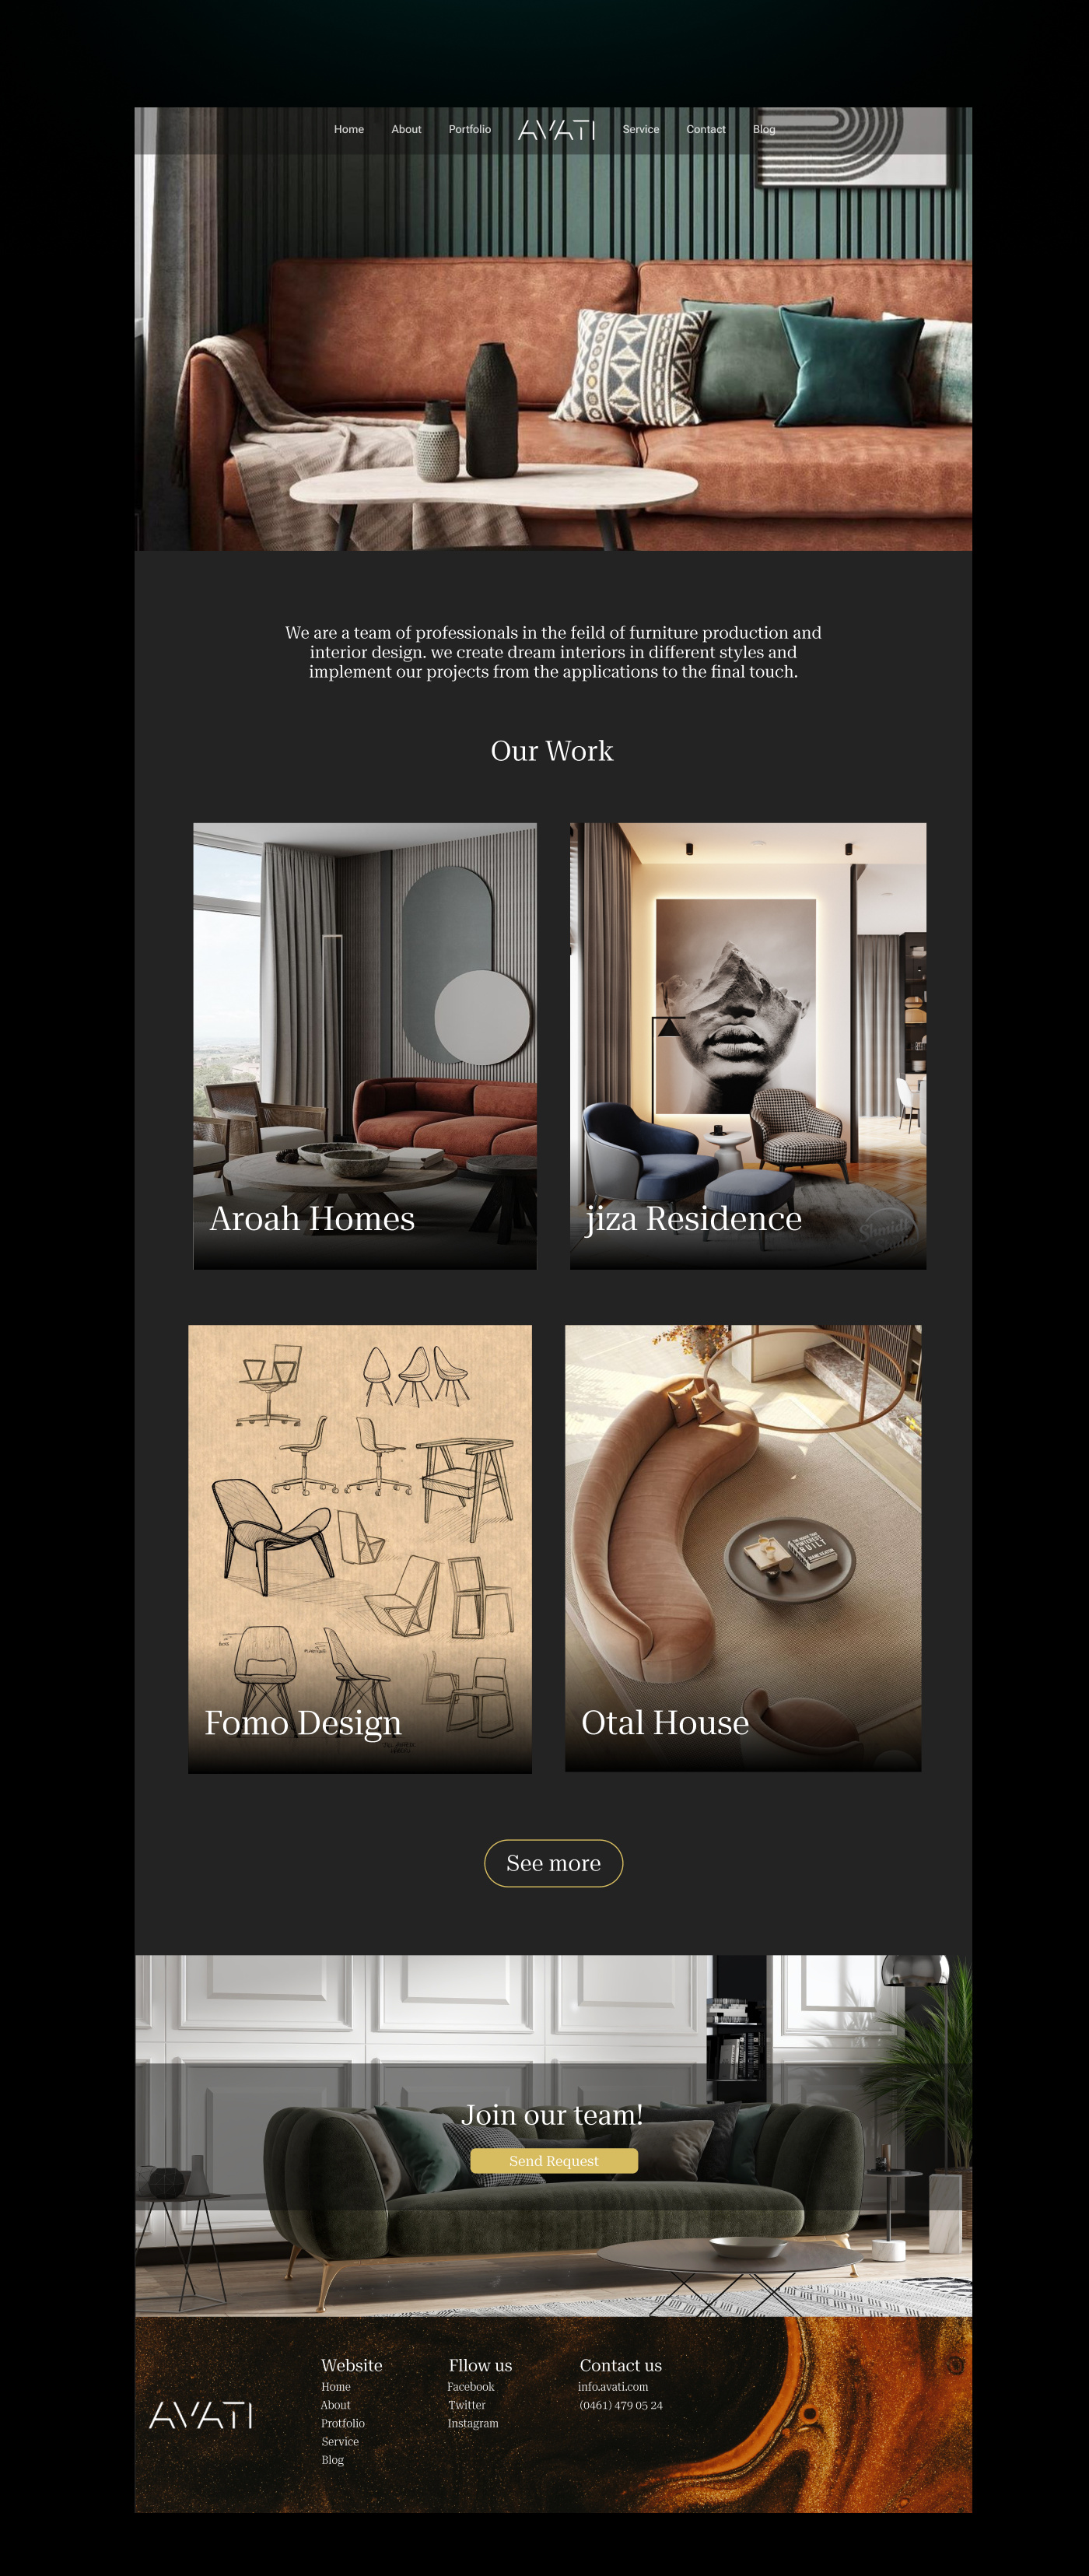 Home About Portfolio AVATI Service Contact Blog
We are a team of professionals in the feild of furniture production and
interior design. we create dream interiors in different styles and
implement our projects from the applications to the final touch.
Our Work
Aroah Homes
jiza Residence
Fomo Design
Otal House
See more
Join our team!
Send Request
AVATI
Website
Home
About
Protfolio
Service
Blog
Fllow us
Facebook
Twitter
Instagram
Contact us
info.avati.com
(0461) 479 05 24